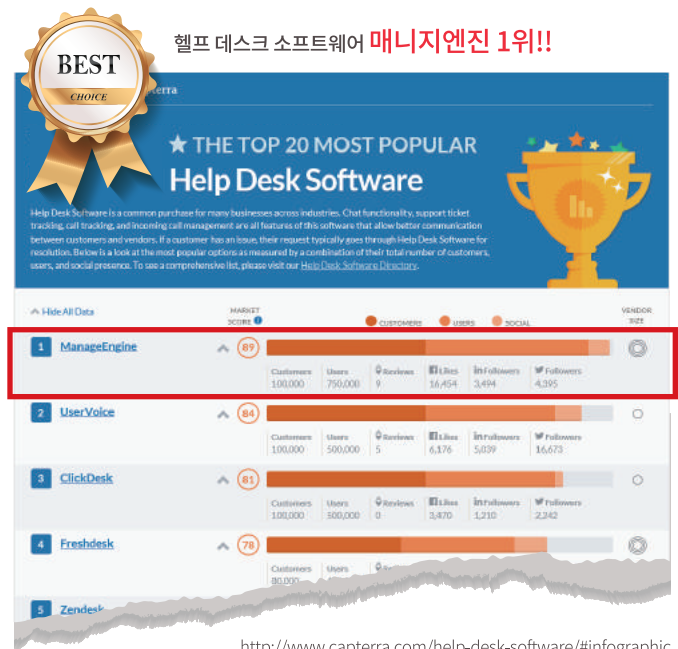 헬프 데스크 소프트웨어 매니지엔진 1위!!
BEST
CHOICE
THE TOP 20 MOST POPULAR
Help Desk Software
Help Desk Software is a common purchase for many businesses across industries. Chat functionality, support ticket
tracking, call tracking, and incoming call management are all features of this software that allow better communication
between customers and vendors. If a customer has an issue, their request typically goes through Help Desk Software for
resolution. Below is a look at the most popular options as measured by a combination of their total number of customers,
users, and social presence. To see a comprehensive list, please visit our Help Desk Software Directory.
Hide All Data MARKET SCORE CUSTOMERS USERS SOCIAL VENDOR SIZE
1 ManageEngine 89
Customers Users Reviews Likes Followers Followers
100,000 750,000 9 16,454 3,494 4,395
2 UserVoice 84
Customers Users Reviews Likes Followers Followers
100,000 500,000 5 6,176 5,039 16,673
3 ClickDesk 81
Customers Users Reviews Likes Followers Followers
100,000 500,000 0 3,470 1,210 2,242
4 Freshdesk 78
Customers Users
80,000
5 Zendesk
http://www.capterra.com/help-desk-software/#infographic